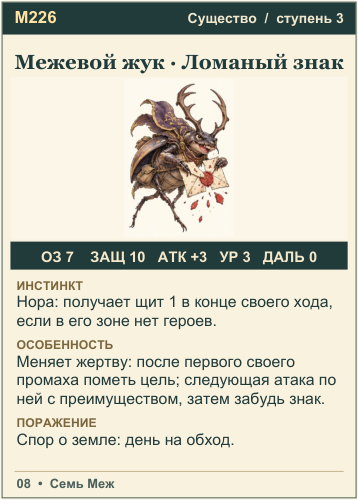 М226
Существо / ступень 3
Межевой жук · Ломаный знак
ОЗ 7 ЗАЩ 10 АТК +3 УР 3 ДАЛЬ 0
ИНСТИНКТ
Нора: получает щит 1 в конце своего хода,
если в его зоне нет героев.
ОСОБЕННОСТЬ
Меняет жертву: после первого своего
промаха пометь цель; следующая атака по
ней с преимуществом, затем забудь знак.
ПОРАЖЕНИЕ
Спор о земле: день на обход.
08 • Семь Меж